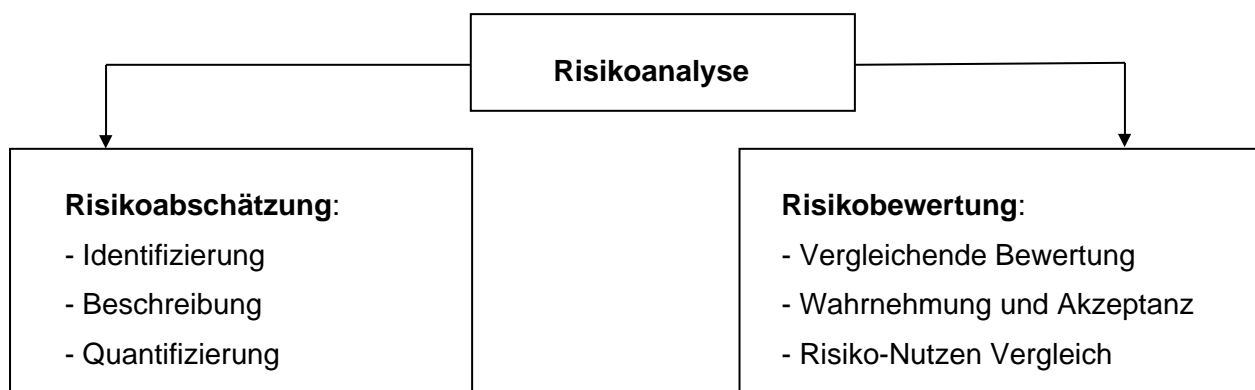 Risikoanalyse
Risikoabschätzung:
- Identifizierung
- Beschreibung
- Quantifizierung
Risikobewertung:
- Vergleichende Bewertung
- Wahrnehmung und Akzeptanz
- Risiko-Nutzen Vergleich